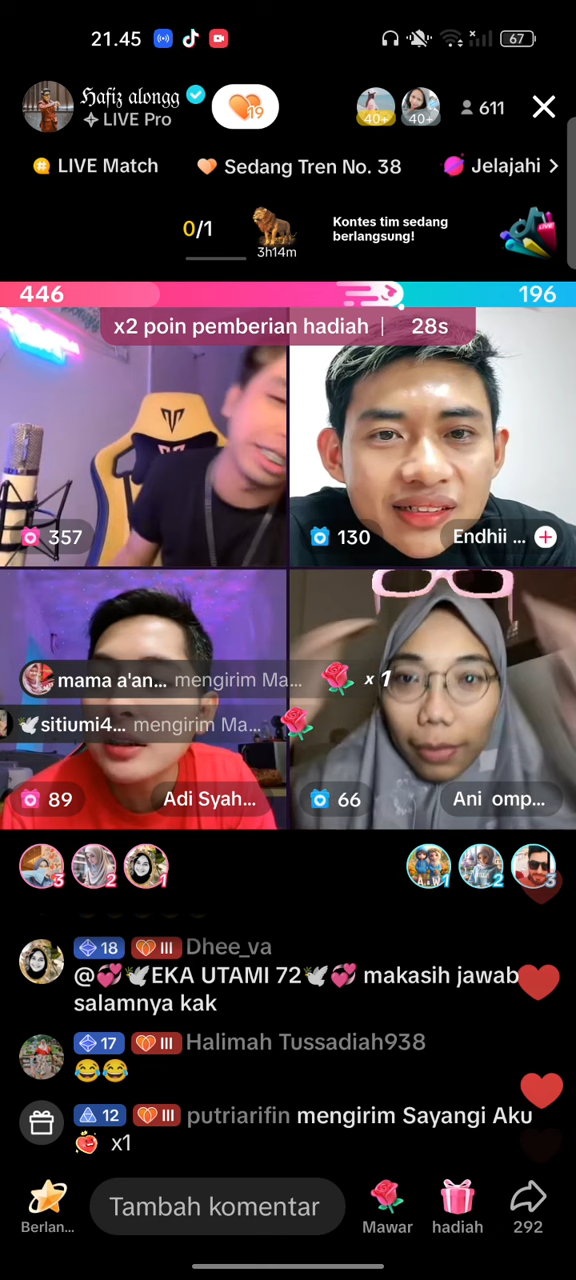 21.45
67
Hafiz alongg
LIVE Pro
19
40+
40+
611
LIVE Match
Sedang Tren No. 38
Jelajahi
0/1
3h14m
Kontes tim sedang
berlangsung!
LIVE
446
196
x2 poin pemberian hadiah | 28s
357
130
Endhii ...
mama a'an... mengirim Ma... x 1
sitiumi4... mengirim Ma...
89
Adi Syah...
66
Ani omp...
3
2
1
A W 1
2
3
18 III Dhee_va
@💞🕊EKA UTAMI 72🕊💞 makasih jawab
salamnya kak
17 III Halimah Tussadiah938
😂😂
12 III putriarifin mengirim Sayangi Aku
x1
Berlan...
Tambah komentar
Mawar
hadiah
292